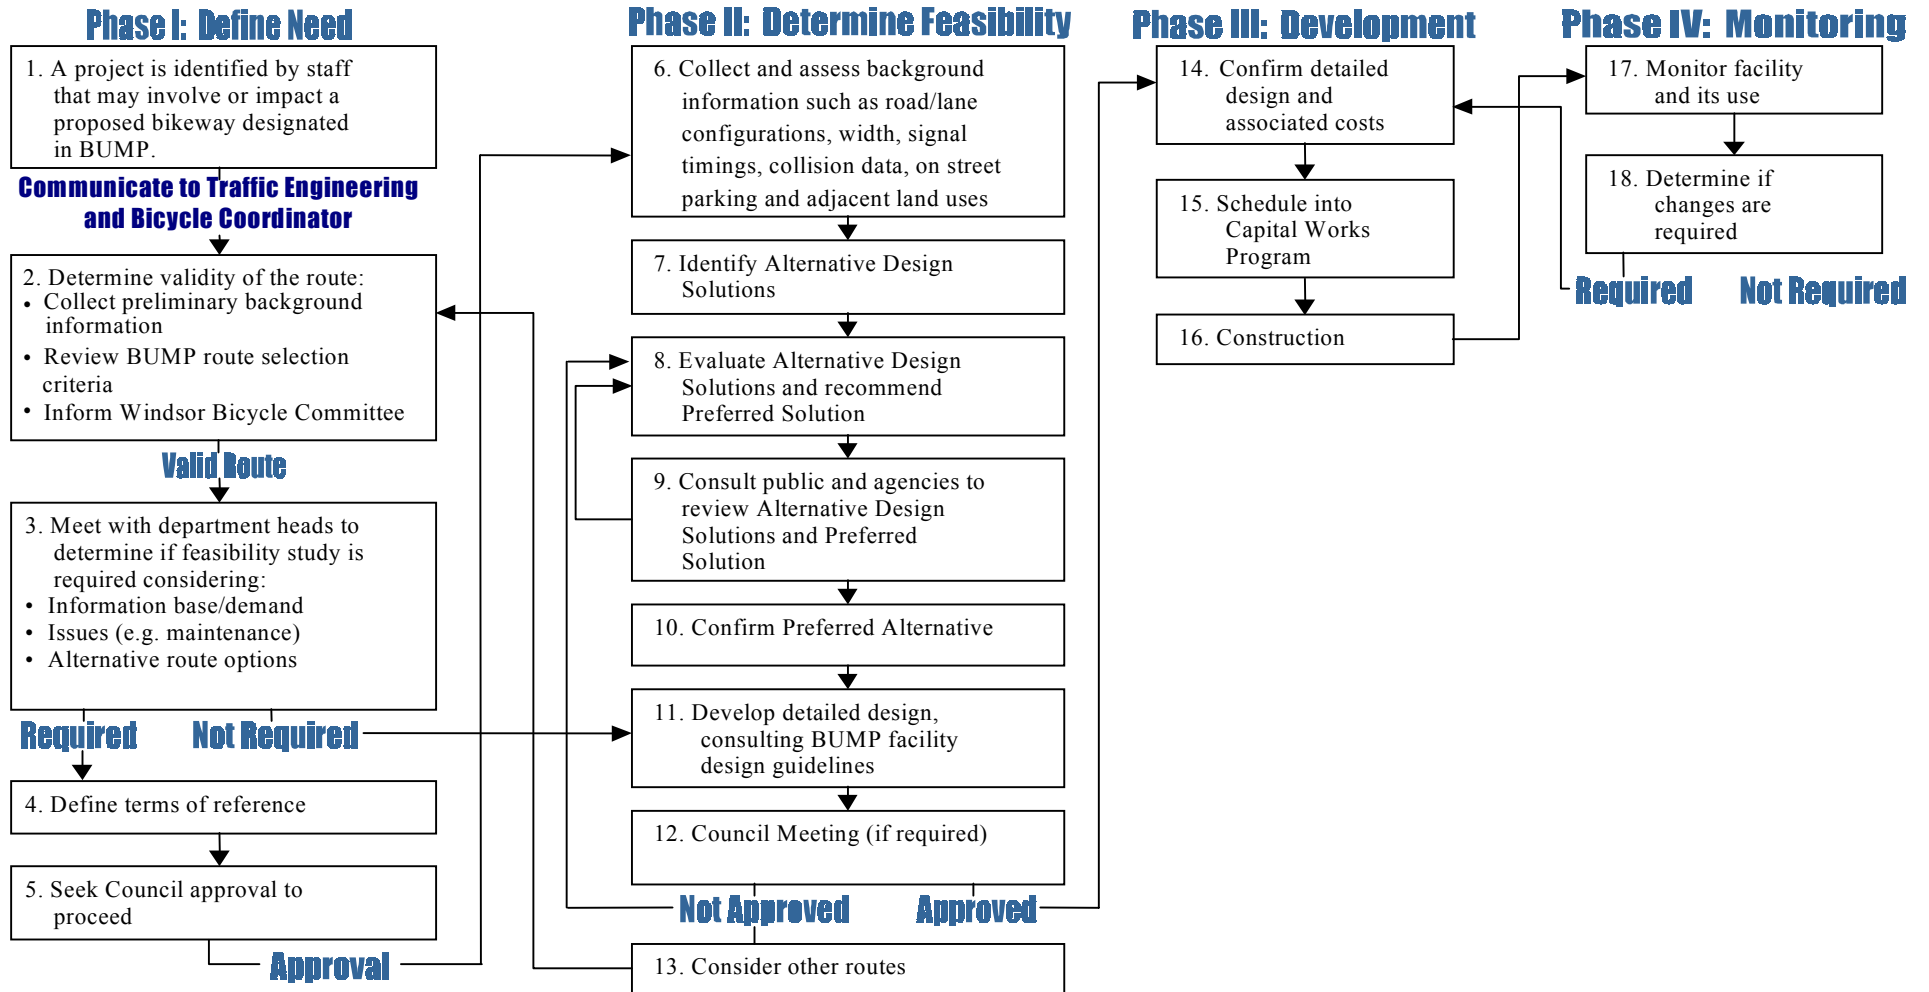 Phase I: Define Need
1. A project is identified by staff
that may involve or impact a
proposed bikeway designated
in BUMP.
Communicate to Traffic Engineering
and Bicycle Coordinator
2. Determine validity of the route:
• Collect preliminary background
information
• Review BUMP route selection
criteria
• Inform Windsor Bicycle Committee
Valid Route
3. Meet with department heads to
determine if feasibility study is
required considering:
• Information base/demand
• Issues (e.g. maintenance)
• Alternative route options
Required Not Required
4. Define terms of reference
5. Seek Council approval to
proceed
Approval
Phase II: Determine Feasibility
6. Collect and assess background
information such as road/lane
configurations, width, signal
timings, collision data, on street
parking and adjacent land uses
7. Identify Alternative Design
Solutions
8. Evaluate Alternative Design
Solutions and recommend
Preferred Solution
9. Consult public and agencies to
review Alternative Design
Solutions and Preferred
Solution
10. Confirm Preferred Alternative
11. Develop detailed design,
consulting BUMP facility
design guidelines
12. Council Meeting (if required)
Not Approved Approved
13. Consider other routes
Phase III: Development
14. Confirm detailed
design and
associated costs
15. Schedule into
Capital Works
Program
16. Construction
Phase IV: Monitoring
17. Monitor facility
and its use
18. Determine if
changes are
required
Required Not Required